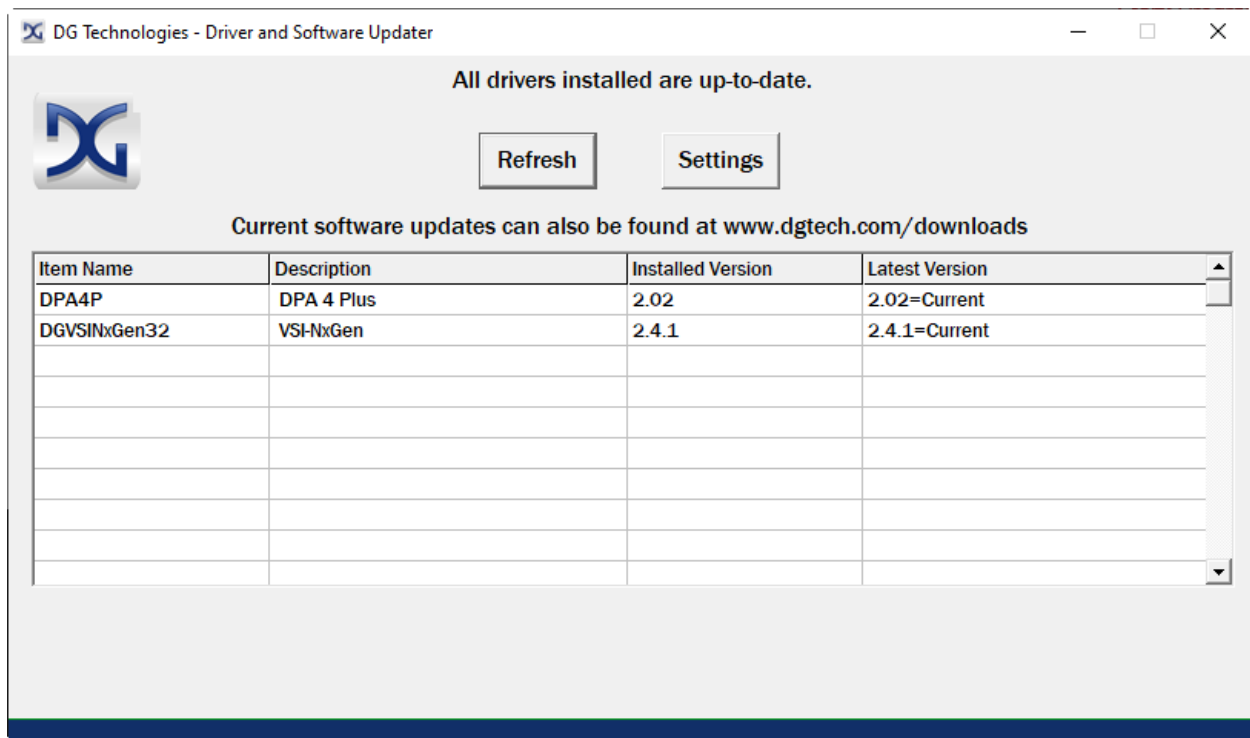 DG Technologies - Driver and Software Updater
All drivers installed are up-to-date.
DG
Refresh Settings
Current software updates can also be found at www.dgtech.com/downloads
Item Name Description Installed Version Latest Version
DPA4P DPA 4 Plus 2.02 2.02=Current
DGVSINxGen32 VSI-NxGen 2.4.1 2.4.1=Current